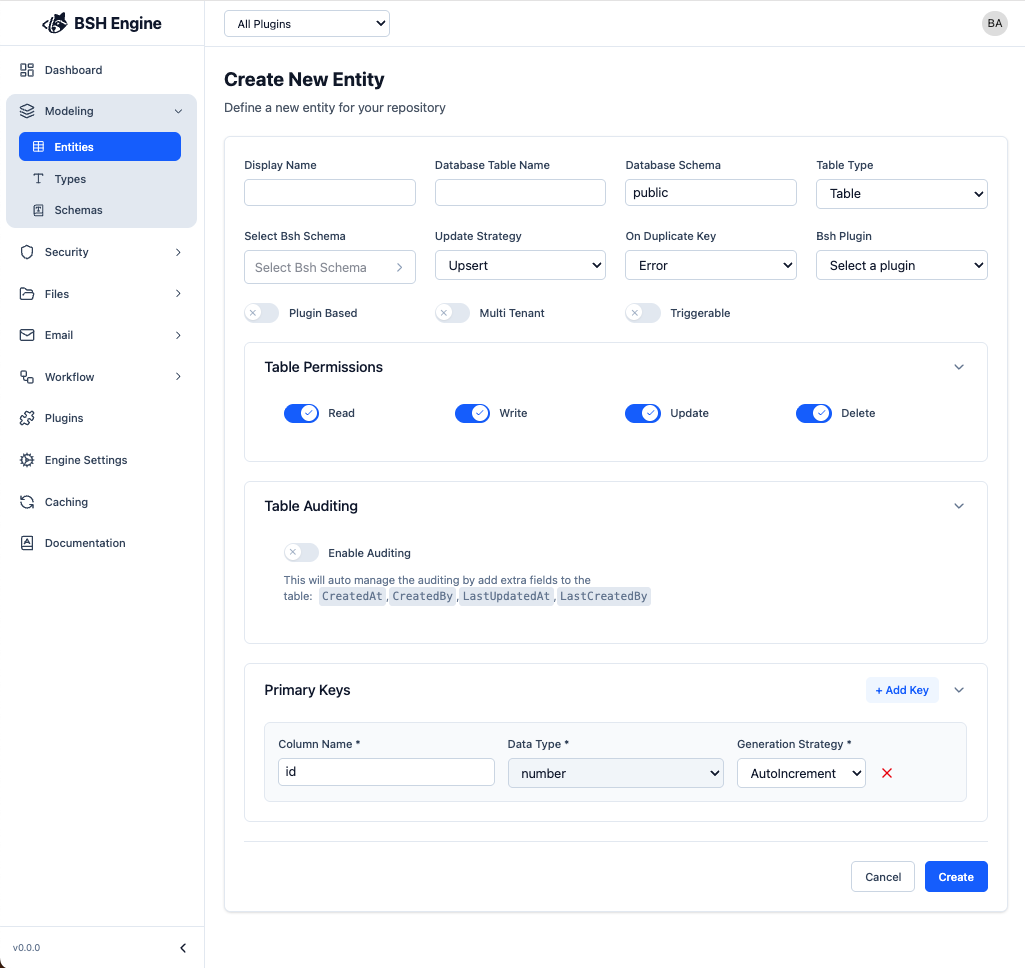 BSH Engine
All Plugins
BA
Dashboard
Modeling
Entities
Types
Schemas
Security
Files
Email
Workflow
Plugins
Engine Settings
Caching
Documentation
v0.0.0
Create New Entity
Define a new entity for your repository
Display Name
Database Table Name
Database Schema
public
Table Type
Table
Select Bsh Schema
Select Bsh Schema
Update Strategy
Upsert
On Duplicate Key
Error
Bsh Plugin
Select a plugin
Plugin Based
Multi Tenant
Triggerable
Table Permissions
Read
Write
Update
Delete
Table Auditing
Enable Auditing
This will auto manage the auditing by add extra fields to the
table: CreatedAt, CreatedBy, LastUpdatedAt, LastCreatedBy
Primary Keys
+ Add Key
Column Name *
id
Data Type *
number
Generation Strategy *
AutoIncrement
Cancel
Create